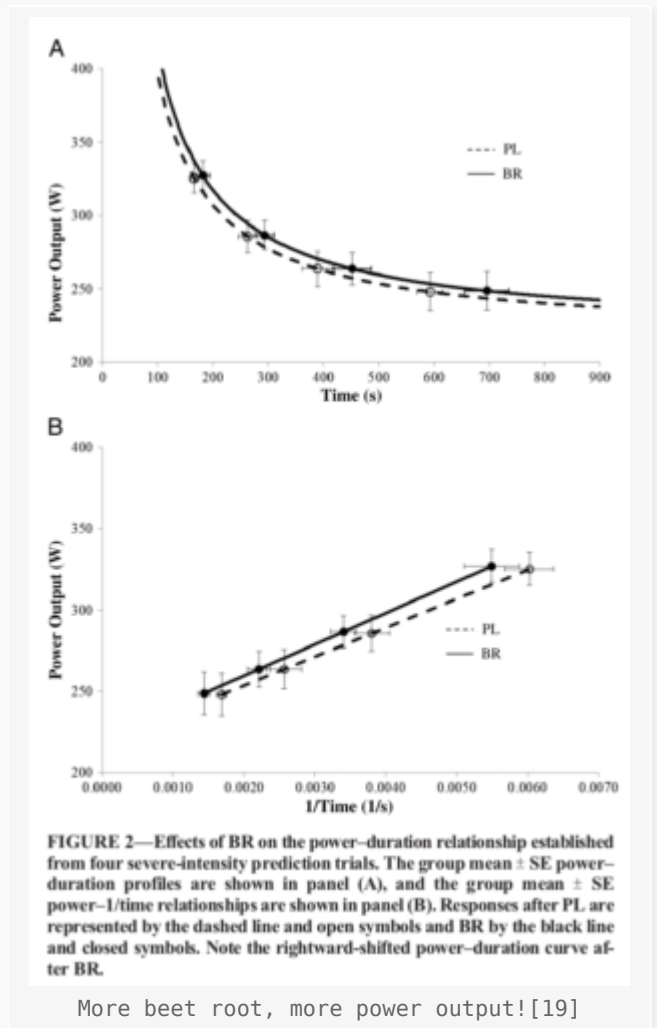 A
400
350
300
250
200
Power Output (W)
PL
BR
0 100 200 300 400 500 600 700 800 900
Time (s)
B
400
350
300
250
200
Power Output (W)
PL
BR
0.0000 0.0010 0.0020 0.0030 0.0040 0.0050 0.0060 0.0070
1/Time (1/s)
FIGURE 2—Effects of BR on the power–duration relationship established
from four severe-intensity prediction trials. The group mean ± SE power–
duration profiles are shown in panel (A), and the group mean ± SE
power–1/time relationships are shown in panel (B). Responses after PL are
represented by the dashed line and open symbols and BR by the black line
and closed symbols. Note the rightward-shifted power–duration curve af-
ter BR.
More beet root, more power output![19]